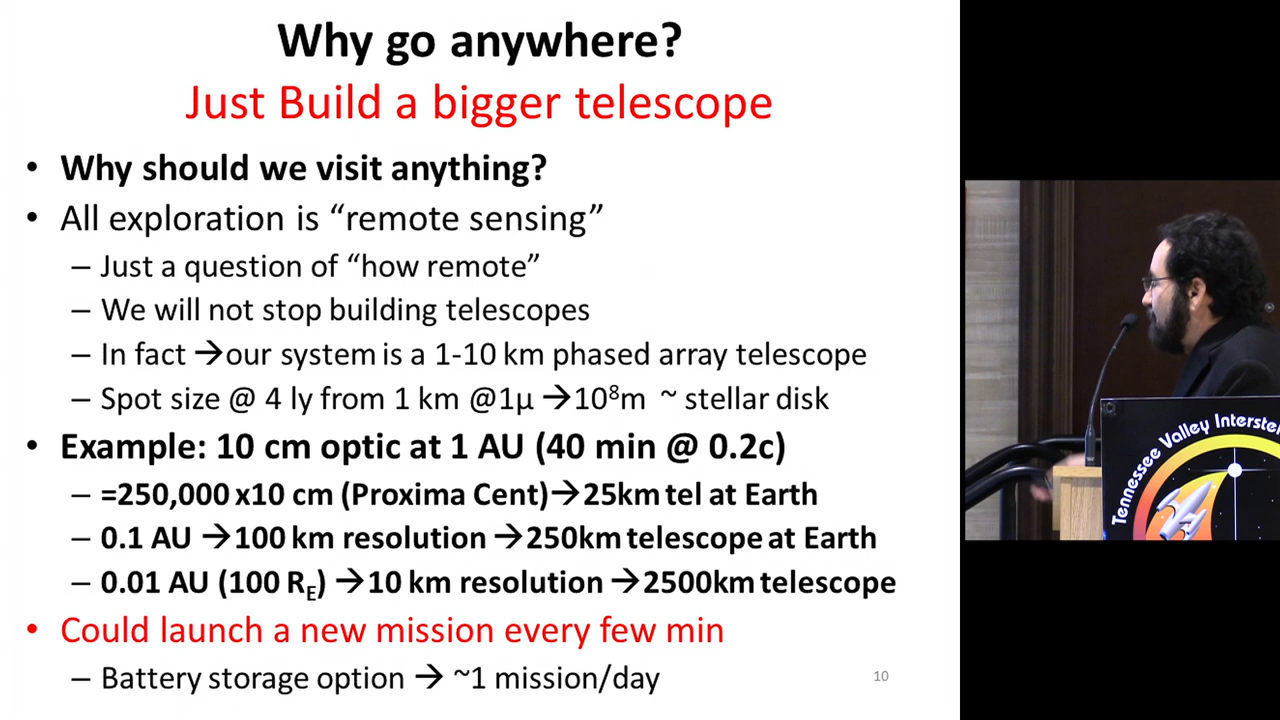 Why go anywhere?
Just Build a bigger telescope
• Why should we visit anything?
• All exploration is “remote sensing”
– Just a question of “how remote”
– We will not stop building telescopes
– In fact →our system is a 1-10 km phased array telescope
– Spot size @ 4 ly from 1 km @1μ →10⁸m ~ stellar disk
• Example: 10 cm optic at 1 AU (40 min @ 0.2c)
– =250,000 x10 cm (Proxima Cent)→25km tel at Earth
– 0.1 AU →100 km resolution →250km telescope at Earth
– 0.01 AU (100 R_E) →10 km resolution →2500km telescope
• Could launch a new mission every few min
– Battery storage option → ~1 mission/day
10
Tennessee Valley Interstel